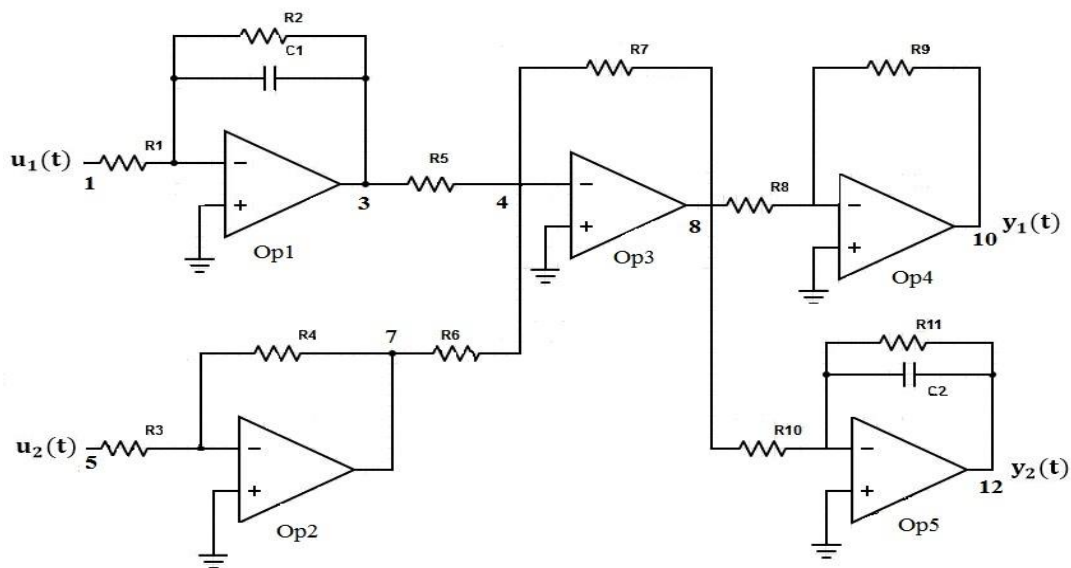 R2
C1
R7
R9
u₁(t)
1
R1
−
+
Op1
3
R5
4
−
+
Op3
8
R8
−
+
Op4
10
y₁(t)
R4
7
R6
R11
C2
u₂(t)
5
R3
−
+
Op2
R10
−
+
Op5
12
y₂(t)